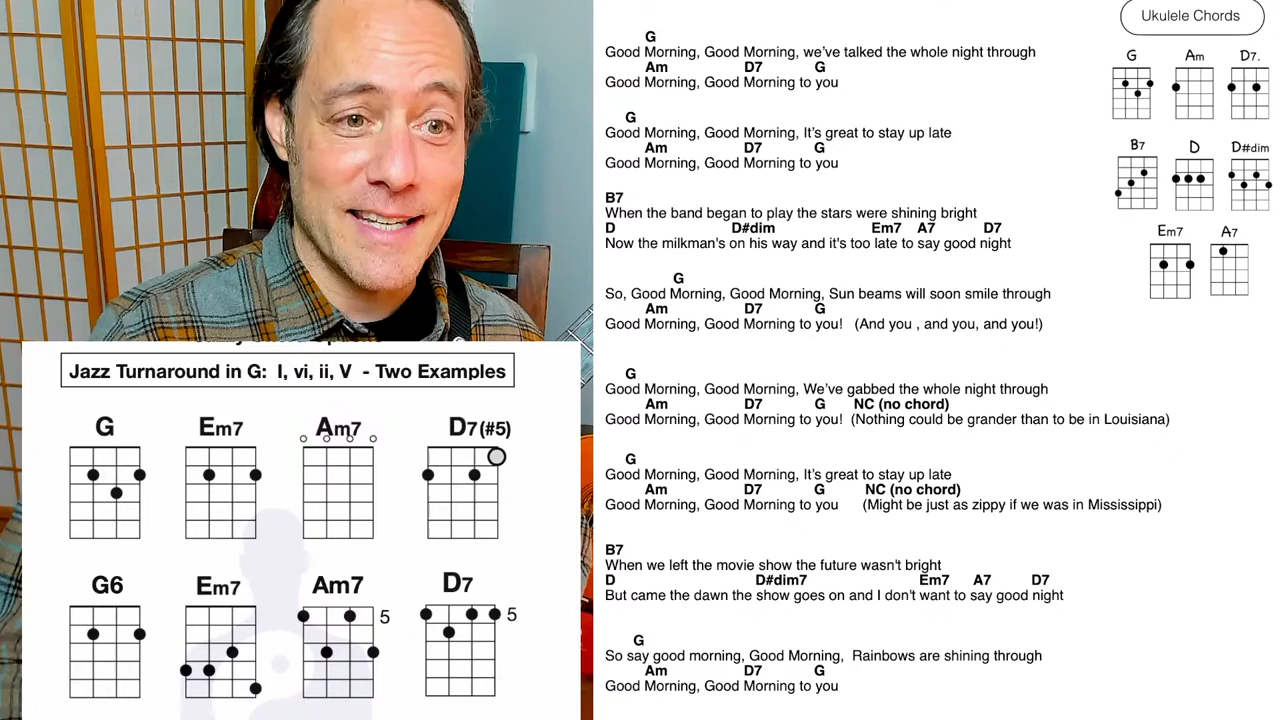 G
Good Morning, Good Morning, we've talked the whole night through
Am D7 G
Good Morning, Good Morning to you
G
Good Morning, Good Morning, It's great to stay up late
Am D7 G
Good Morning, Good Morning to you
B7
When the band began to play the stars were shining bright
D D#dim Em7 A7 D7
Now the milkman's on his way and it's too late to say good night
G
So, Good Morning, Good Morning, Sun beams will soon smile through
Am D7 G
Good Morning, Good Morning to you! (And you , and you, and you!)
G
Good Morning, Good Morning, We've gabbed the whole night through
Am D7 G NC (no chord)
Good Morning, Good Morning to you! (Nothing could be grander than to be in Louisiana)
G
Good Morning, Good Morning, It's great to stay up late
Am D7 G NC (no chord)
Good Morning, Good Morning to you (Might be just as zippy if we was in Mississippi)
B7
When we left the movie show the future wasn't bright
D D#dim7 Em7 A7 D7
But came the dawn the show goes on and I don't want to say good night
G
So say good morning, Good Morning, Rainbows are shining through
Am D7 G
Good Morning, Good Morning to you
Ukulele Chords
G Am D7.
B7 D D#dim
Em7 A7
Jazz Turnaround in G: I, vi, ii, V - Two Examples
G Em7 Am7 D7(#5)
G6 Em7 Am7 D7
5 5